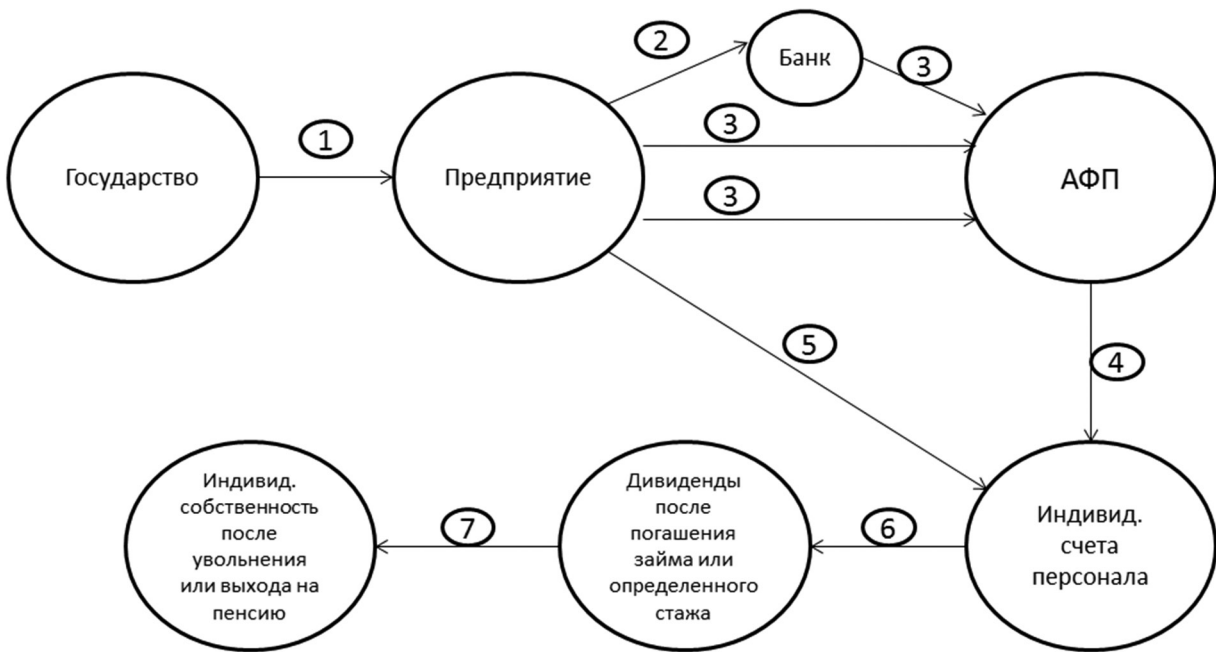 2
Банк
3
1
3
Государство
Предприятие
АФП
3
5
4
Индивид.
собственность
после
увольнения
или выхода на
пенсию
7
Дивиденды
после
погашения
займа или
определенного
стажа
6
Индивид.
счета
персонала